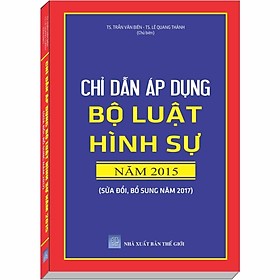 TS. TRẦN VĂN BIÊN - TS. LÊ QUANG THÀNH
(Chủ biên)
CHỈ DẪN ÁP DỤNG
BỘ LUẬT
HÌNH SỰ
NĂM 2015
(SỬA ĐỔI, BỔ SUNG NĂM 2017)
NHÀ XUẤT BẢN THẾ GIỚI